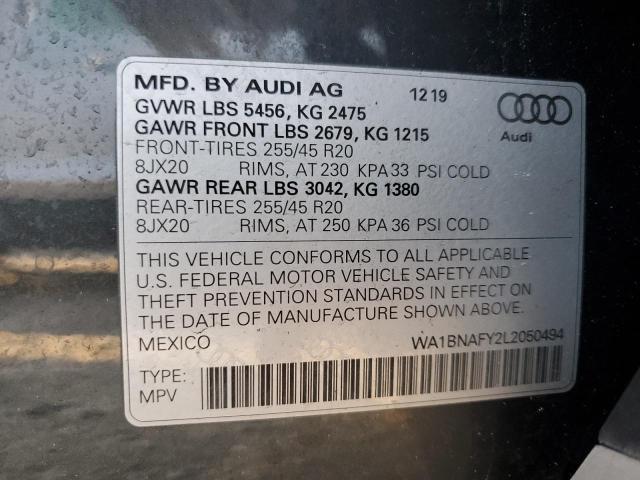 MFD. BY AUDI AG 12 19
GVWR LBS 5456, KG 2475
GAWR FRONT LBS 2679, KG 1215
FRONT-TIRES 255/45 R20
8JX20 RIMS, AT 230 KPA 33 PSI COLD
GAWR REAR LBS 3042, KG 1380
REAR-TIRES 255/45 R20
8JX20 RIMS, AT 250 KPA 36 PSI COLD
Audi
THIS VEHICLE CONFORMS TO ALL APPLICABLE
U.S. FEDERAL MOTOR VEHICLE SAFETY AND
THEFT PREVENTION STANDARDS IN EFFECT ON
THE DATE OF MANUFACTURE SHOWN ABOVE.
MEXICO WA1BNAFY2L2050494
TYPE:
MPV